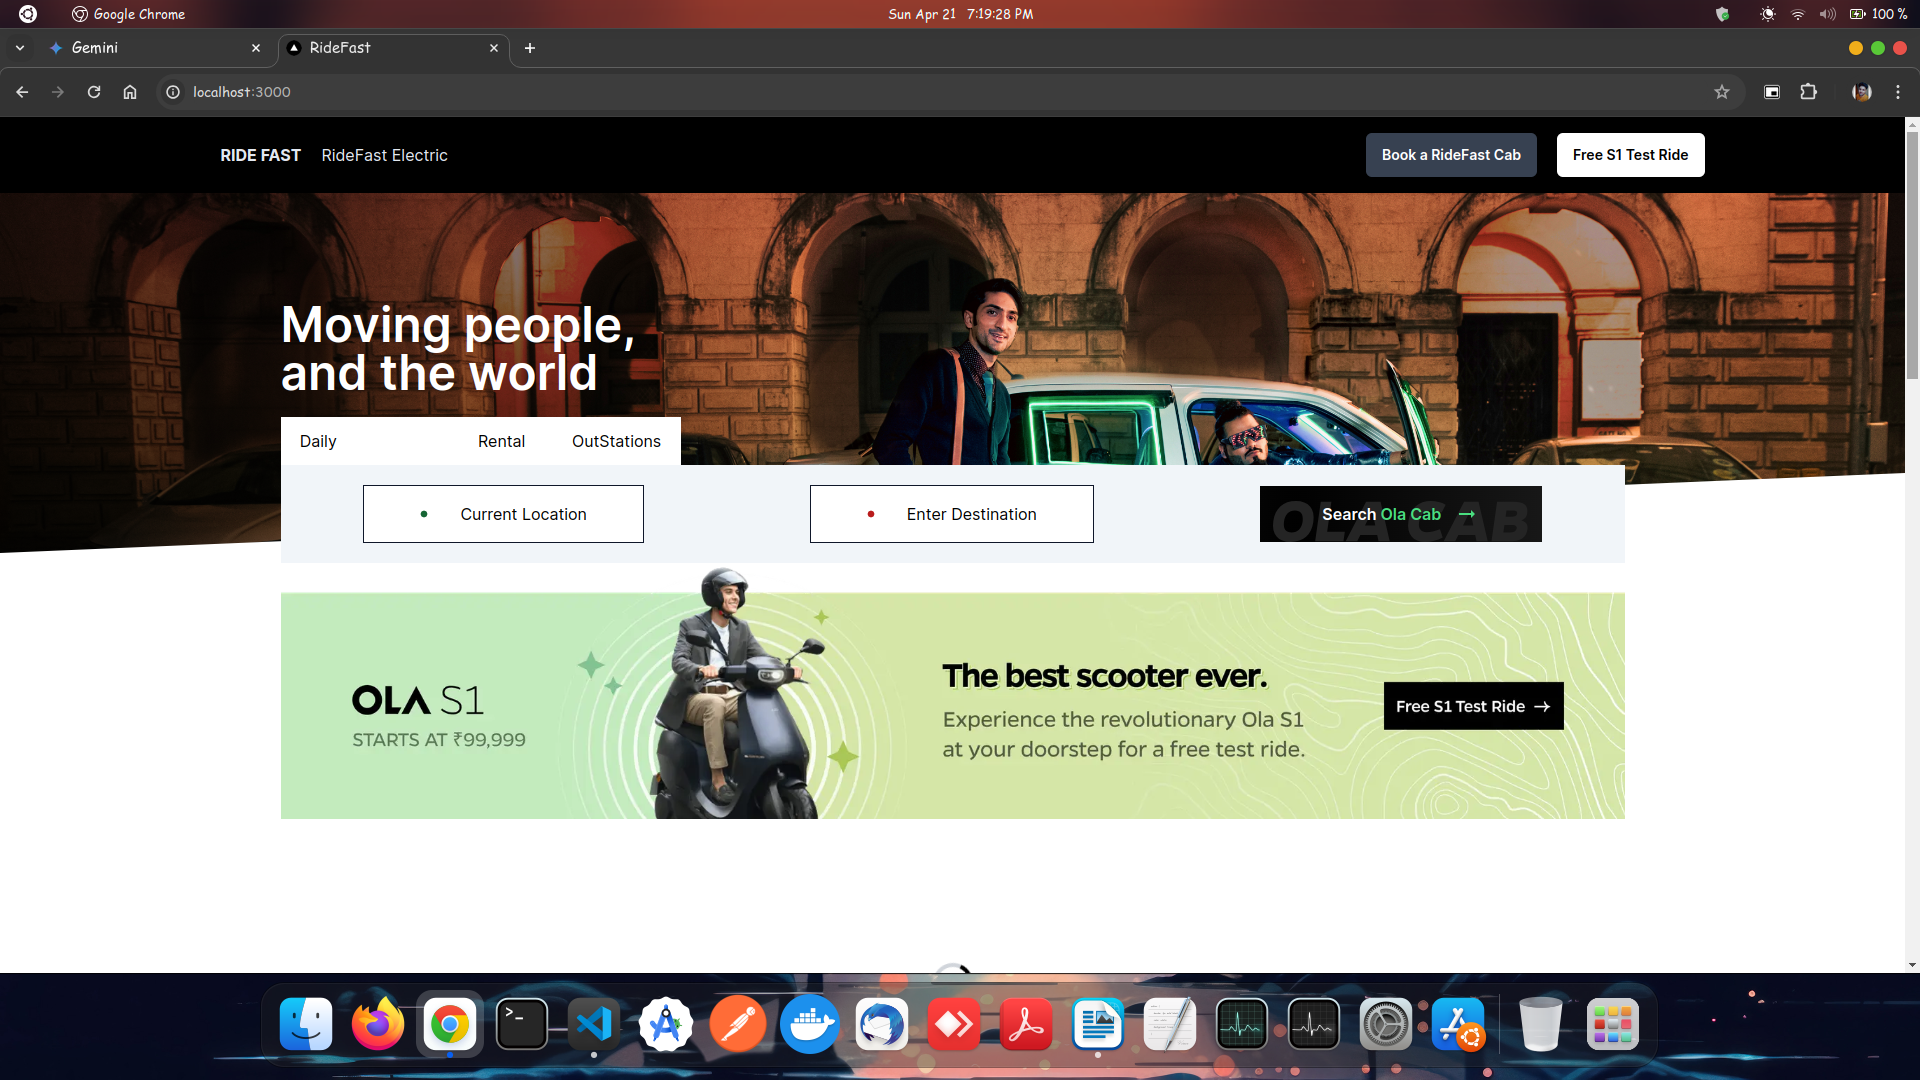 Google Chrome
Sun Apr 21 7:19:28 PM
100 %
Gemini
RideFast
localhost:3000
RIDE FAST
RideFast Electric
Book a RideFast Cab
Free S1 Test Ride
Moving people,
and the world
Daily
Rental
OutStations
Current Location
Enter Destination
OLA CAB
Search Ola Cab
OLA S1
STARTS AT ₹99,999
The best scooter ever.
Experience the revolutionary Ola S1
at your doorstep for a free test ride.
Free S1 Test Ride